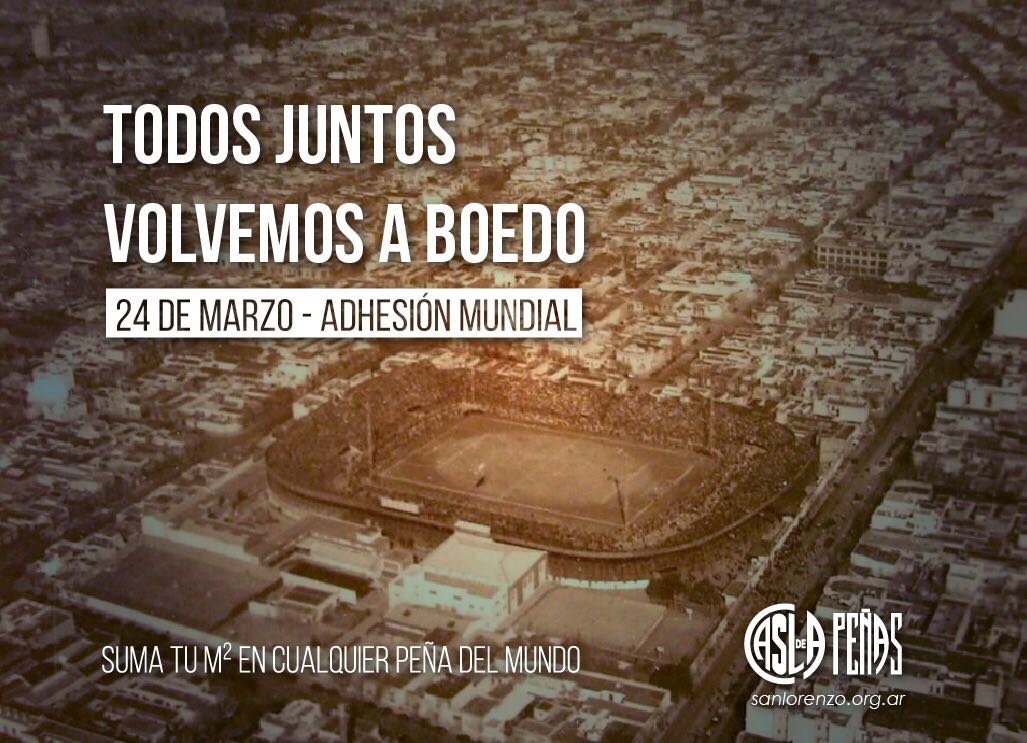 TODOS JUNTOS
VOLVEMOS A BOEDO
24 DE MARZO - ADHESIÓN MUNDIAL
SUMA TU M² EN CUALQUIER PEÑA DEL MUNDO
CASLA DE PEÑAS
sanlorenzo.org.ar